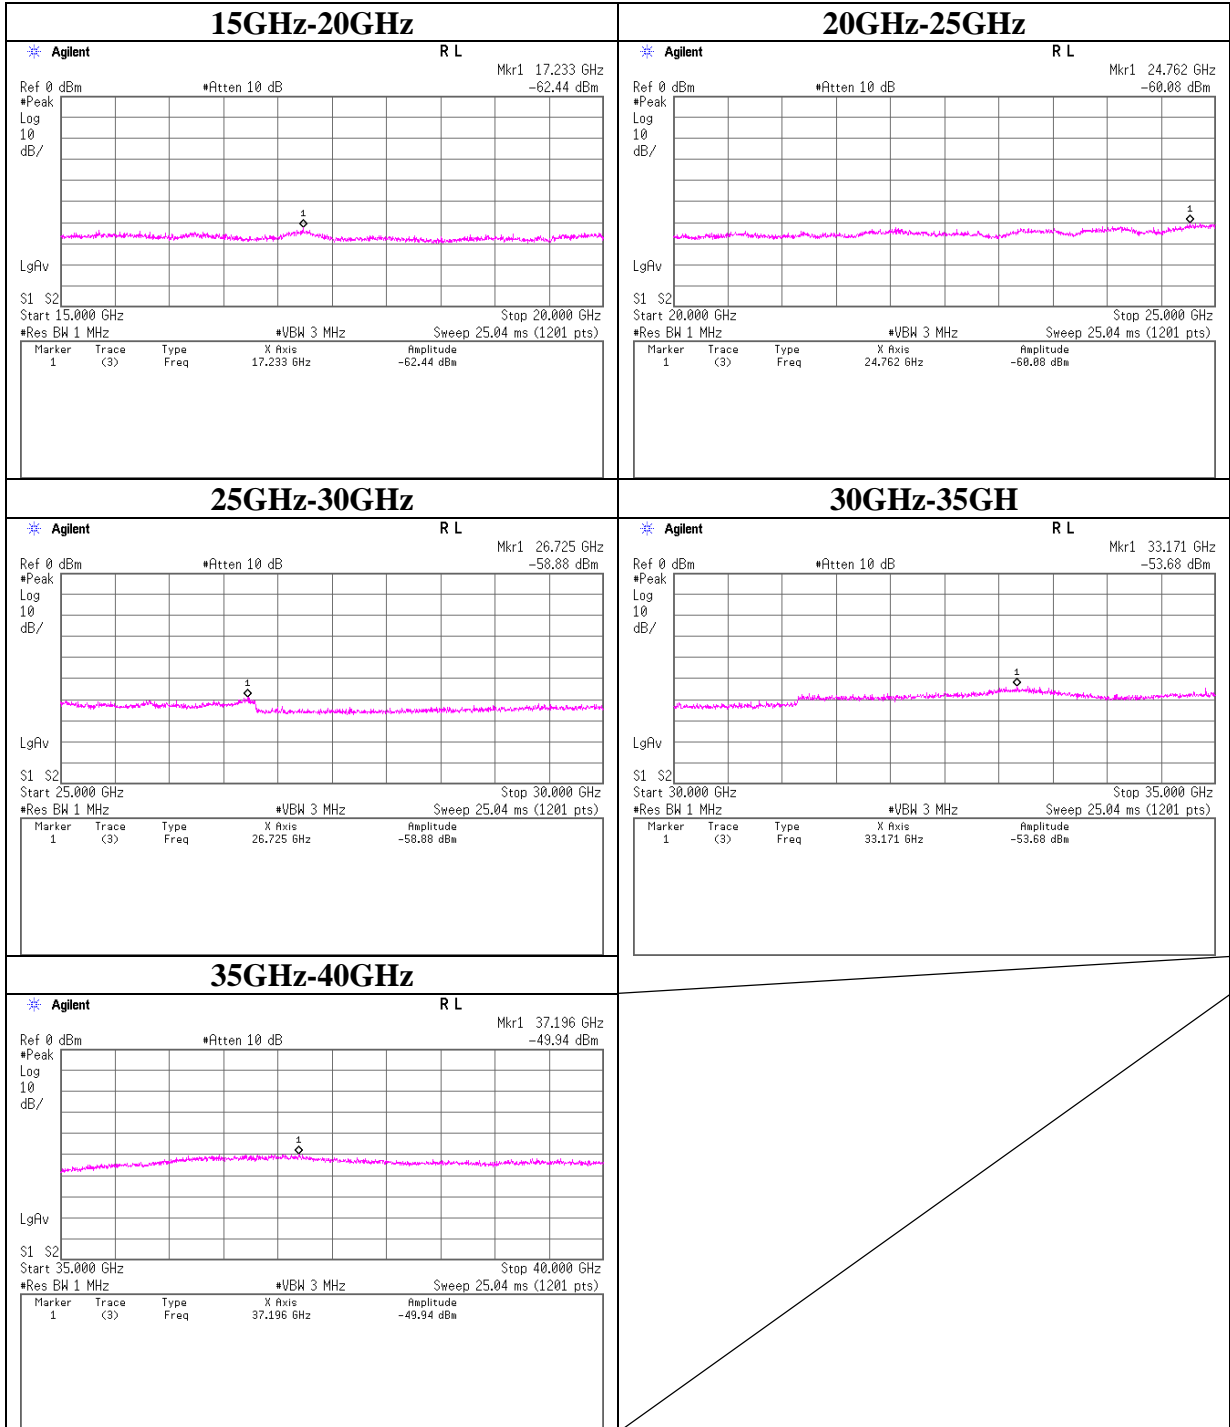 15GHz-20GHz
Agilent R L
Mkr1 17.233 GHz
Ref 0 dBm #Atten 10 dB -62.44 dBm
#Peak
Log
10
dB/
1
LgAv
S1 S2
Start 15.000 GHz Stop 20.000 GHz
#Res BW 1 MHz #VBW 3 MHz Sweep 25.04 ms (1201 pts)
Marker Trace Type X Axis Amplitude
1 (3) Freq 17.233 GHz -62.44 dBm
20GHz-25GHz
Agilent R L
Mkr1 24.762 GHz
Ref 0 dBm #Atten 10 dB -60.08 dBm
#Peak
Log
10
dB/
1
LgAv
S1 S2
Start 20.000 GHz Stop 25.000 GHz
#Res BW 1 MHz #VBW 3 MHz Sweep 25.04 ms (1201 pts)
Marker Trace Type X Axis Amplitude
1 (3) Freq 24.762 GHz -60.08 dBm
25GHz-30GHz
Agilent R L
Mkr1 26.725 GHz
Ref 0 dBm #Atten 10 dB -58.88 dBm
#Peak
Log
10
dB/
1
LgAv
S1 S2
Start 25.000 GHz Stop 30.000 GHz
#Res BW 1 MHz #VBW 3 MHz Sweep 25.04 ms (1201 pts)
Marker Trace Type X Axis Amplitude
1 (3) Freq 26.725 GHz -58.88 dBm
30GHz-35GH
Agilent R L
Mkr1 33.171 GHz
Ref 0 dBm #Atten 10 dB -53.68 dBm
#Peak
Log
10
dB/
1
LgAv
S1 S2
Start 30.000 GHz Stop 35.000 GHz
#Res BW 1 MHz #VBW 3 MHz Sweep 25.04 ms (1201 pts)
Marker Trace Type X Axis Amplitude
1 (3) Freq 33.171 GHz -53.68 dBm
35GHz-40GHz
Agilent R L
Mkr1 37.196 GHz
Ref 0 dBm #Atten 10 dB -49.94 dBm
#Peak
Log
10
dB/
1
LgAv
S1 S2
Start 35.000 GHz Stop 40.000 GHz
#Res BW 1 MHz #VBW 3 MHz Sweep 25.04 ms (1201 pts)
Marker Trace Type X Axis Amplitude
1 (3) Freq 37.196 GHz -49.94 dBm